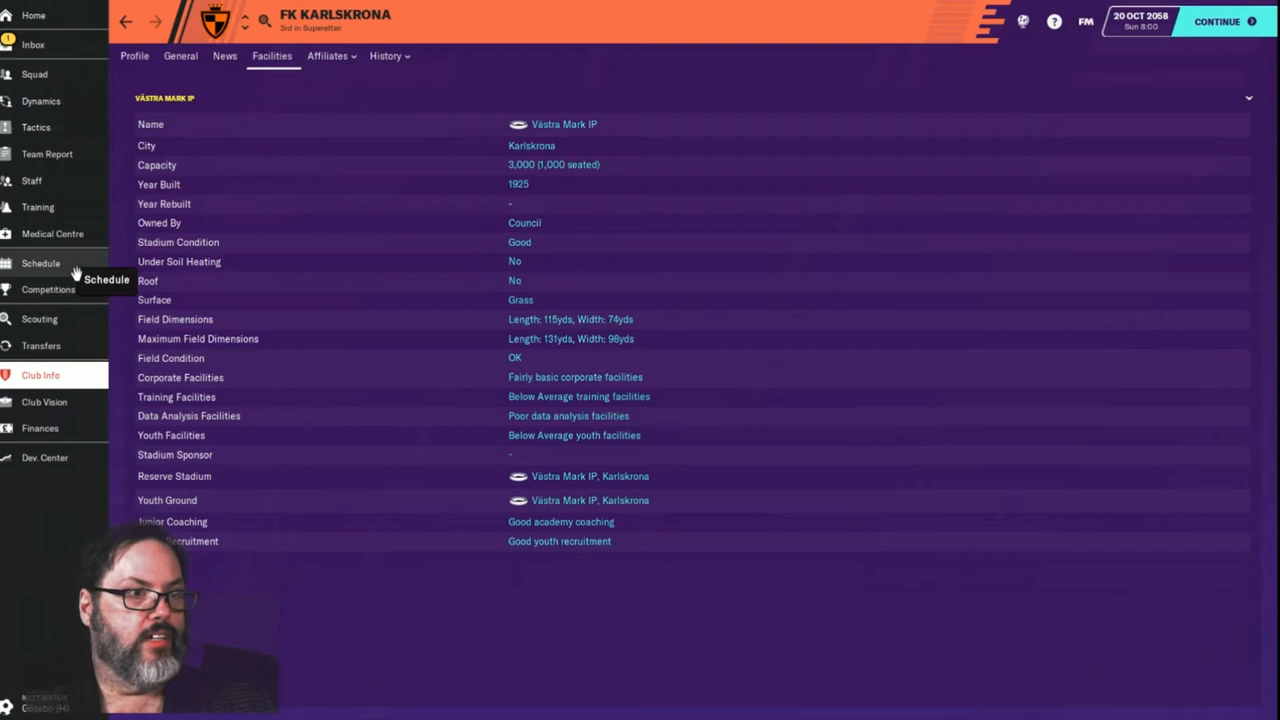 Home
FK KARLSKRONA
3rd in Superettan
?
FM
20 OCT 2058
Sun 8:00
CONTINUE
1
Inbox
Profile
General
News
Facilities
Affiliates
History
Squad
Dynamics
Tactics
Team Report
Staff
Training
Medical Centre
Schedule
Schedule
Competitions
Scouting
Transfers
Club Info
Club Vision
Finances
Dev. Center
VÄSTRA MARK IP
Name Västra Mark IP
City Karlskrona
Capacity 3,000 (1,000 seated)
Year Built 1925
Year Rebuilt -
Owned By Council
Stadium Condition Good
Under Soil Heating No
Roof No
Surface Grass
Field Dimensions Length: 115yds, Width: 74yds
Maximum Field Dimensions Length: 131yds, Width: 98yds
Field Condition OK
Corporate Facilities Fairly basic corporate facilities
Training Facilities Below Average training facilities
Data Analysis Facilities Poor data analysis facilities
Youth Facilities Below Average youth facilities
Stadium Sponsor -
Reserve Stadium Västra Mark IP, Karlskrona
Youth Ground Västra Mark IP, Karlskrona
Junior Coaching Good academy coaching
Recruitment Good youth recruitment